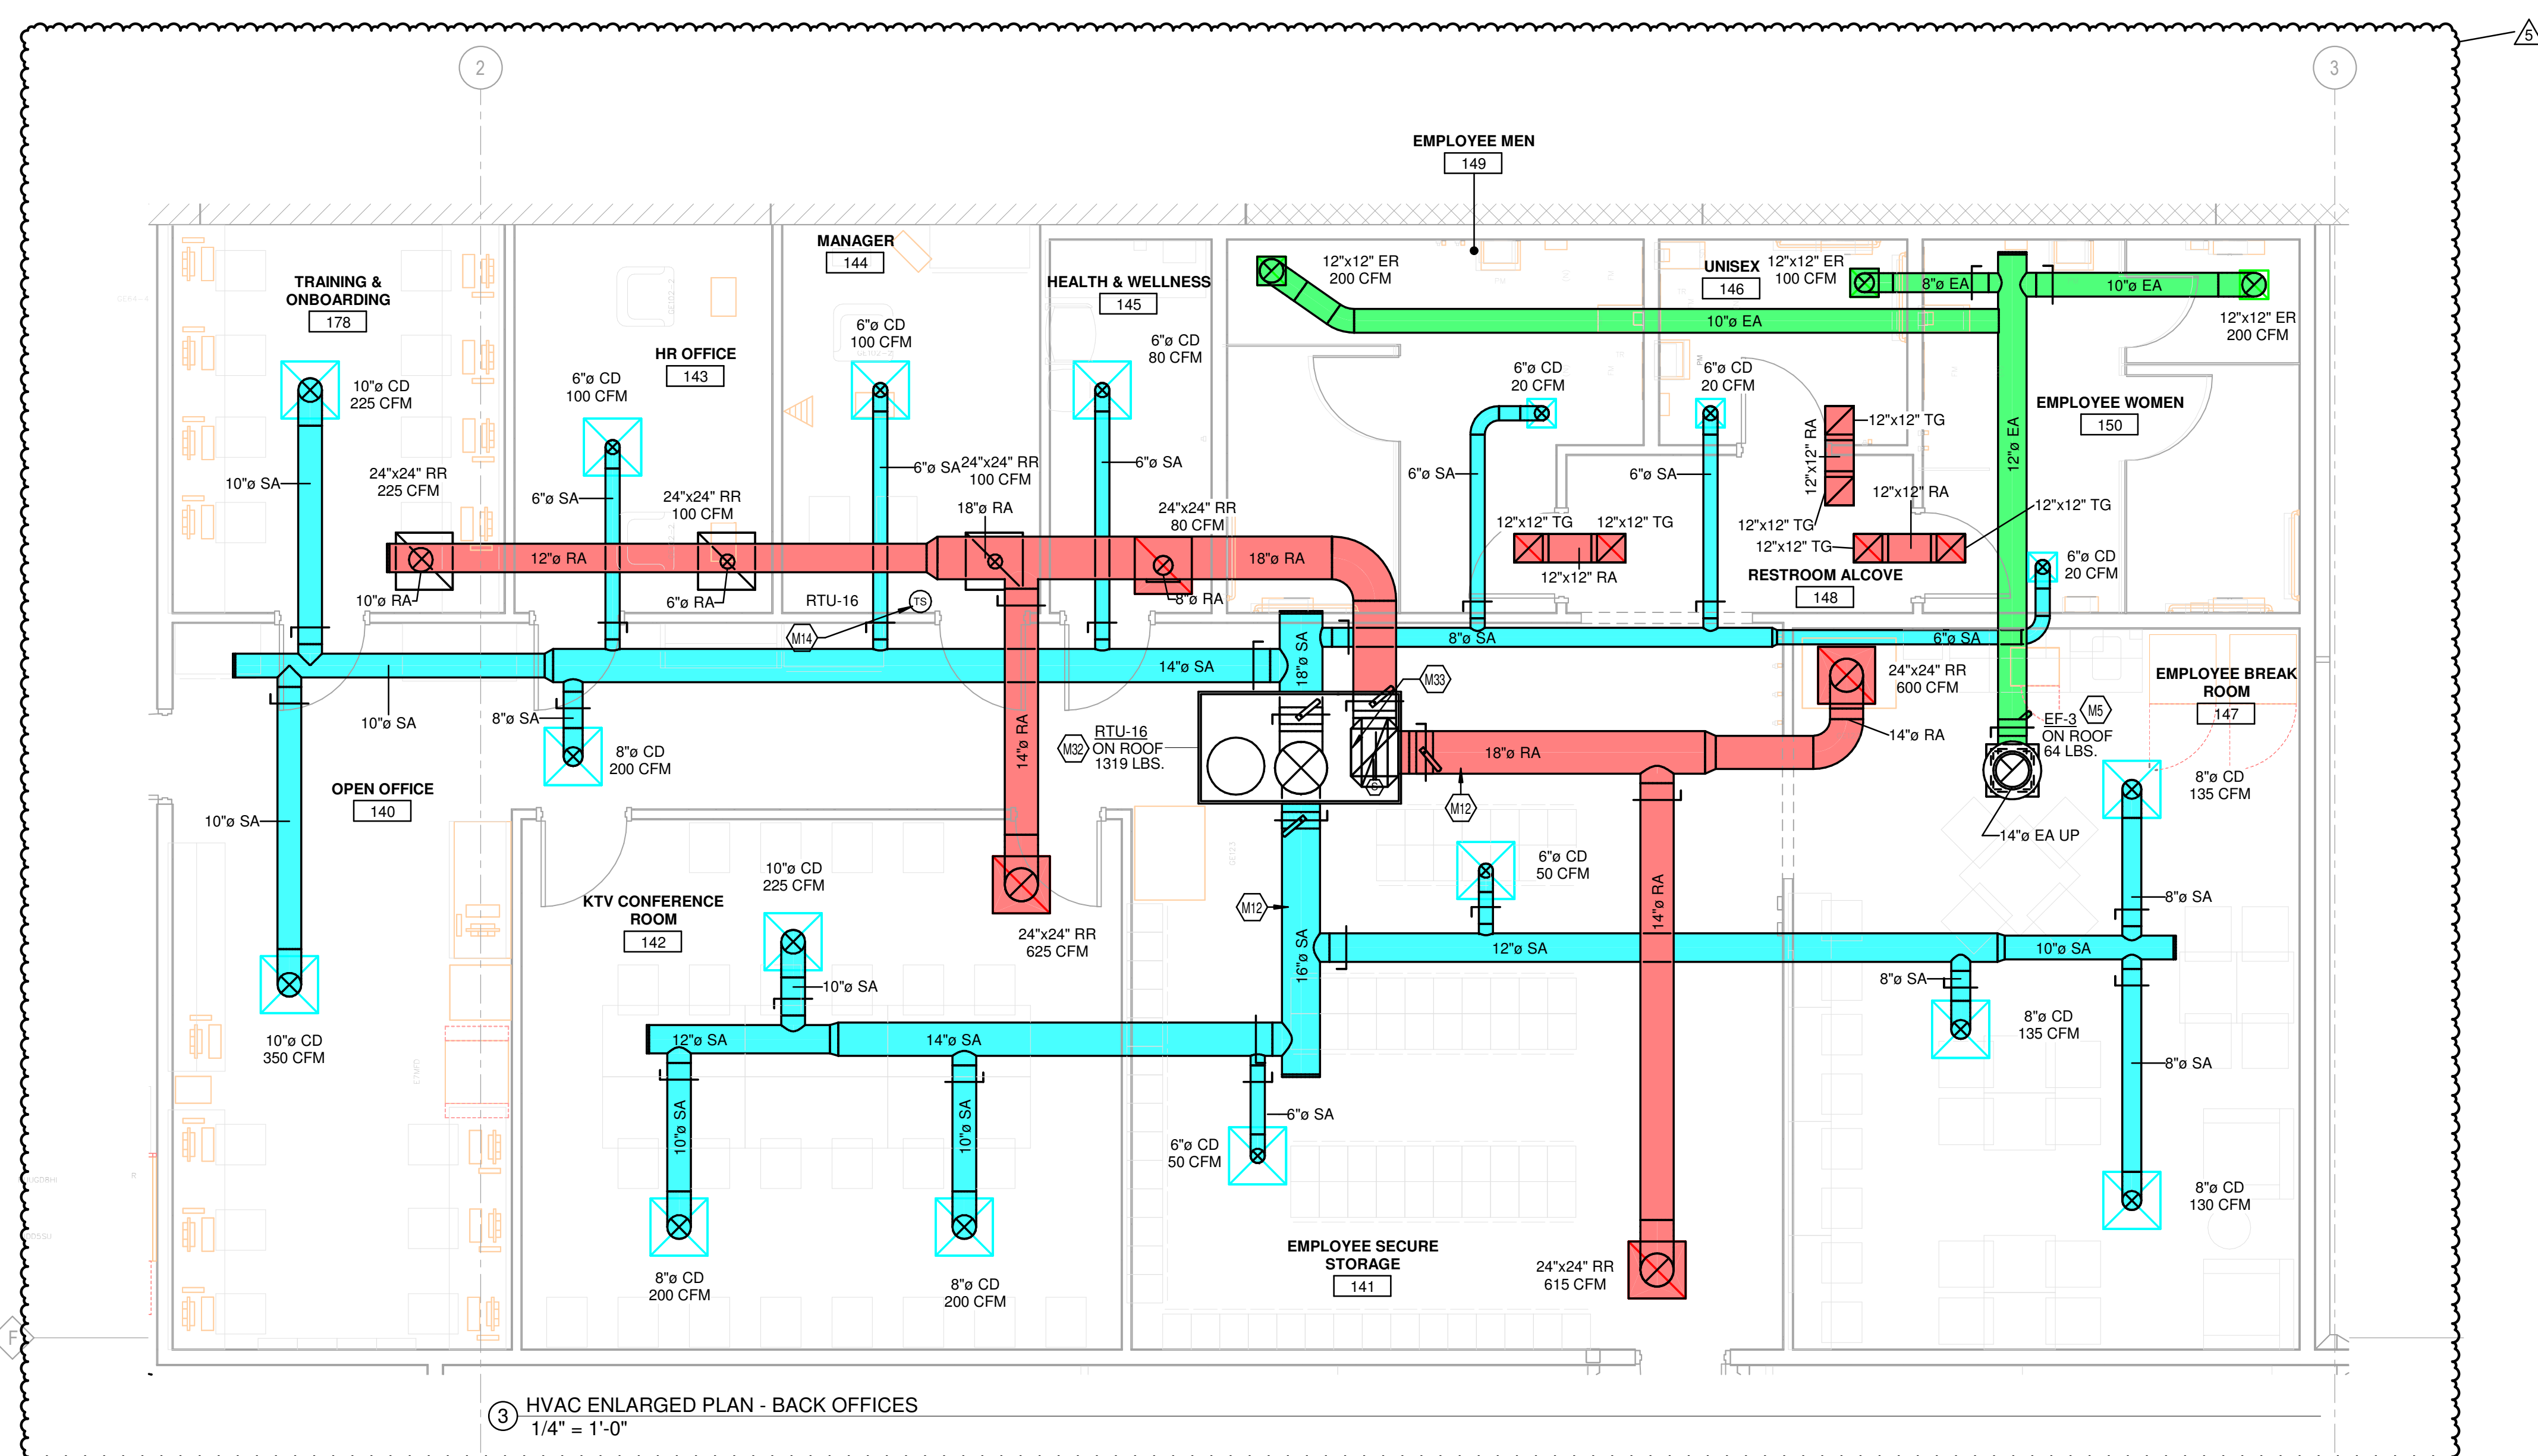 5
2
3
EMPLOYEE MEN
149
MANAGER
144
TRAINING &
ONBOARDING
178
HEALTH & WELLNESS
145
12"x12" ER
200 CFM
UNISEX
146
12"x12" ER
100 CFM
8"ø EA
10"ø EA
12"x12" ER
200 CFM
10"ø EA
HR OFFICE
143
6"ø CD
100 CFM
6"ø CD
80 CFM
10"ø CD
225 CFM
6"ø CD
100 CFM
6"ø CD
20 CFM
6"ø CD
20 CFM
EMPLOYEE WOMEN
150
12"x12" TG
12"x12" RA
12"ø EA
10"ø SA
24"x24" RR
225 CFM
6"ø SA
24"x24" RR
100 CFM
6"ø SA
24"x24" RR
100 CFM
6"ø SA
6"ø SA
6"ø SA
18"ø RA
24"x24" RR
80 CFM
12"x12" TG
12"x12" TG
12"x12" TG
12"x12" RA
12"x12" TG
12"x12" TG
12"x12" RA
12"ø RA
18"ø RA
6"ø CD
20 CFM
RESTROOM ALCOVE
148
10"ø RA
6"ø RA
RTU-16
TS
8"ø RA
M14
14"ø SA
18"ø SA
8"ø SA
6"ø SA
10"ø SA
8"ø SA
8"ø CD
200 CFM
14"ø RA
M32
RTU-16
ON ROOF
1319 LBS.
M33
18"ø RA
M12
24"x24" RR
600 CFM
14"ø RA
EMPLOYEE BREAK
ROOM
147
EF-3
M5
ON ROOF
64 LBS.
14"ø EA UP
8"ø CD
135 CFM
OPEN OFFICE
140
10"ø SA
10"ø CD
225 CFM
KTV CONFERENCE
ROOM
142
24"x24" RR
625 CFM
M12
16"ø SA
6"ø CD
50 CFM
14"ø RA
8"ø SA
12"ø SA
10"ø SA
10"ø SA
8"ø SA
8"ø CD
135 CFM
10"ø CD
350 CFM
12"ø SA
14"ø SA
8"ø SA
10"ø SA
10"ø SA
6"ø SA
6"ø CD
50 CFM
8"ø CD
130 CFM
EMPLOYEE SECURE
STORAGE
141
24"x24" RR
615 CFM
8"ø CD
200 CFM
8"ø CD
200 CFM
F
3
HVAC ENLARGED PLAN - BACK OFFICES
1/4" = 1'-0"